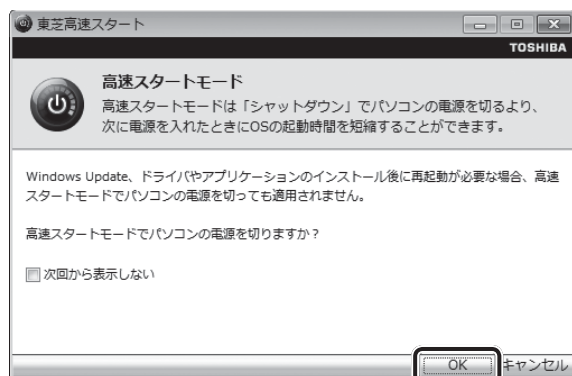 東芝高速スタート
TOSHIBA
高速スタートモード
高速スタートモードは「シャットダウン」でパソコンの電源を切るより、
次に電源を入れたときにOSの起動時間を短縮することができます。
Windows Update、ドライバやアプリケーションのインストール後に再起動が必要な場合、高速
スタートモードでパソコンの電源を切っても適用されません。
高速スタートモードでパソコンの電源を切りますか?
次回から表示しない
OK
キャンセル